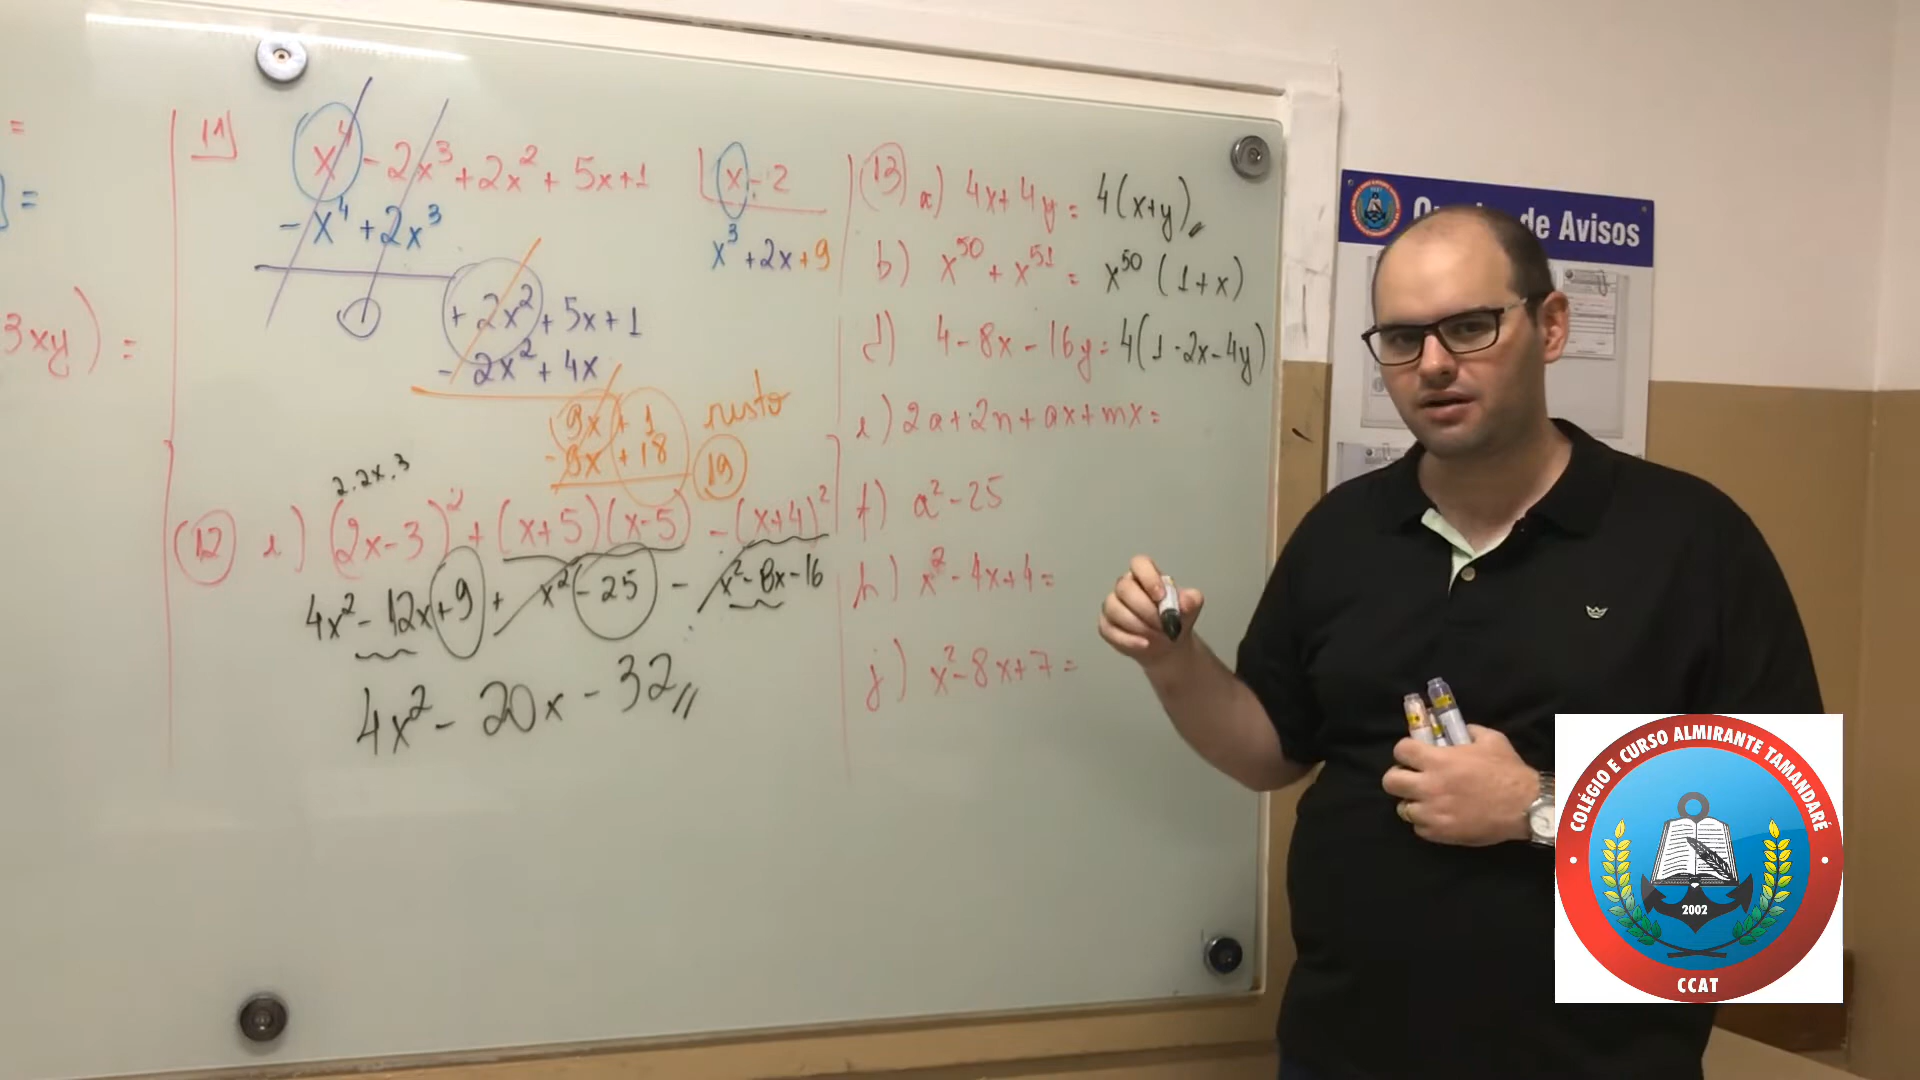 =
] =
3xy) =
11
x⁴ - 2x³ + 2x² + 5x + 1
x - 2
- x⁴ + 2x³
x³ + 2x + 9
+ 2x² + 5x + 1
- 2x² + 4x
9x + 1 resto
- 9x + 18 19
2.2x.3
12 e) (2x-3)² + (x+5)(x-5) - (x+4)²
4x² - 12x + 9 + x² - 25 - x² - 8x - 16
4x² - 20x - 32
13 a) 4x + 4y = 4(x+y)
b) x⁵⁰ + x⁵¹ = x⁵⁰ (1+x)
d) 4 - 8x - 16y = 4(1-2x-4y)
e) 2a + 2n + ax + mx =
f) a² - 25
h) x² - 4x + 4 =
j) x² - 8x + 7 =
de Avisos
COLÉGIO E CURSO ALMIRANTE TAMANDARÉ
2002
CCAT